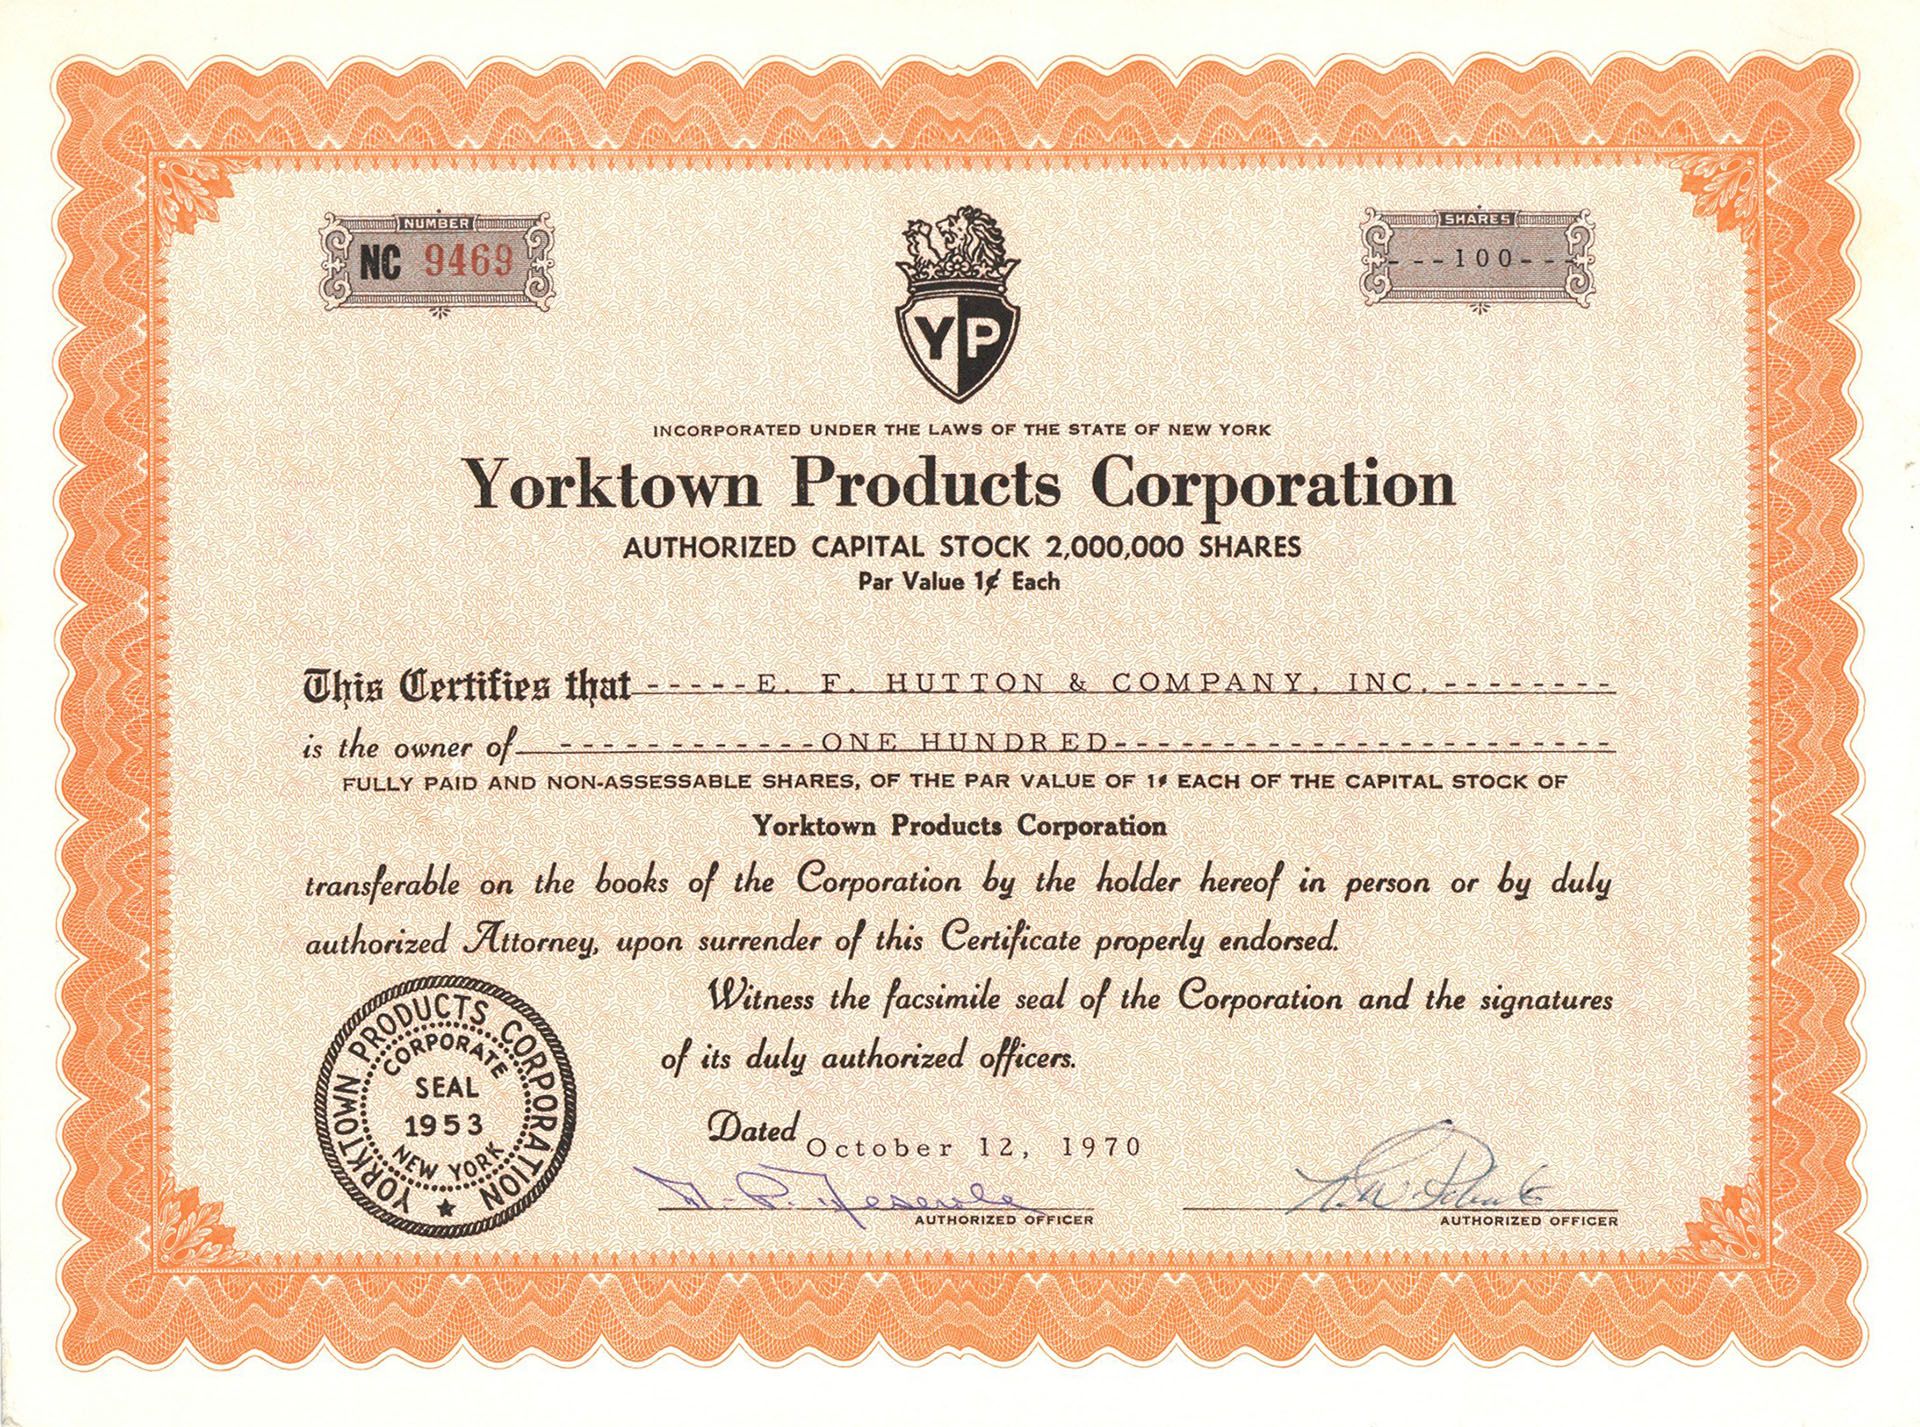 NUMBER
NC 9469
SHARES
----100----
YP
INCORPORATED UNDER THE LAWS OF THE STATE OF NEW YORK
Yorktown Products Corporation
AUTHORIZED CAPITAL STOCK 2,000,000 SHARES
Par Value 1¢ Each
This Certifies that -----E. F. HUTTON & COMPANY, INC.--------
is the owner of ------------ONE HUNDRED----------------------
FULLY PAID AND NON-ASSESSABLE SHARES, OF THE PAR VALUE OF 1¢ EACH OF THE CAPITAL STOCK OF
Yorktown Products Corporation
transferable on the books of the Corporation by the holder hereof in person or by duly
authorized Attorney, upon surrender of this Certificate properly endorsed.
Witness the facsimile seal of the Corporation and the signatures
of its duly authorized officers.
YORKTOWN PRODUCTS CORPORATION
CORPORATE
SEAL
1953
NEW YORK
Dated October 12, 1970
AUTHORIZED OFFICER
AUTHORIZED OFFICER